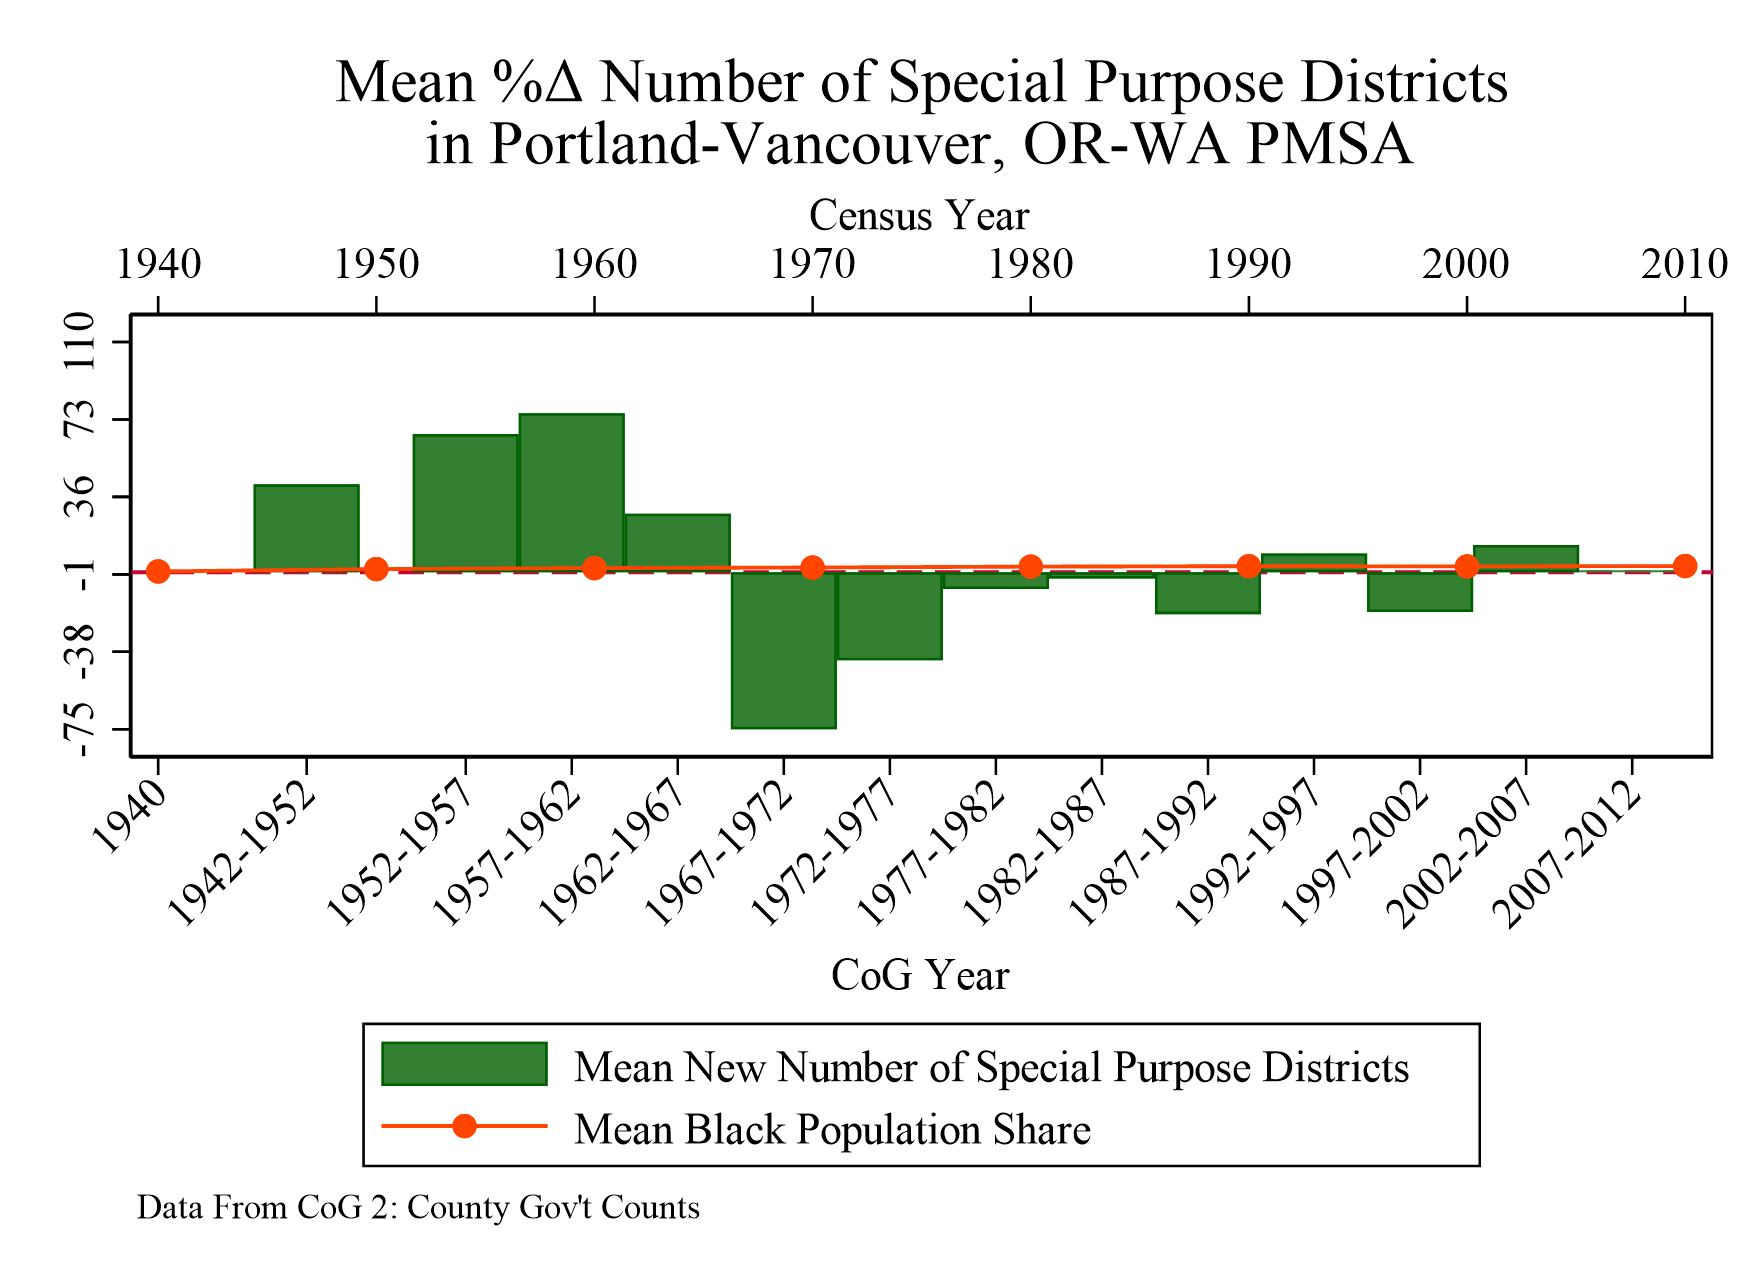 Mean %Δ Number of Special Purpose Districts
in Portland-Vancouver, OR-WA PMSA
Census Year
1940 1950 1960 1970 1980 1990 2000 2010
110
73
36
-1
-38
-75
1940 1942-1952 1952-1957 1957-1962 1962-1967 1967-1972 1972-1977 1977-1982 1982-1987 1987-1992 1992-1997 1997-2002 2002-2007 2007-2012
CoG Year
Mean New Number of Special Purpose Districts
Mean Black Population Share
Data From CoG 2: County Gov't Counts